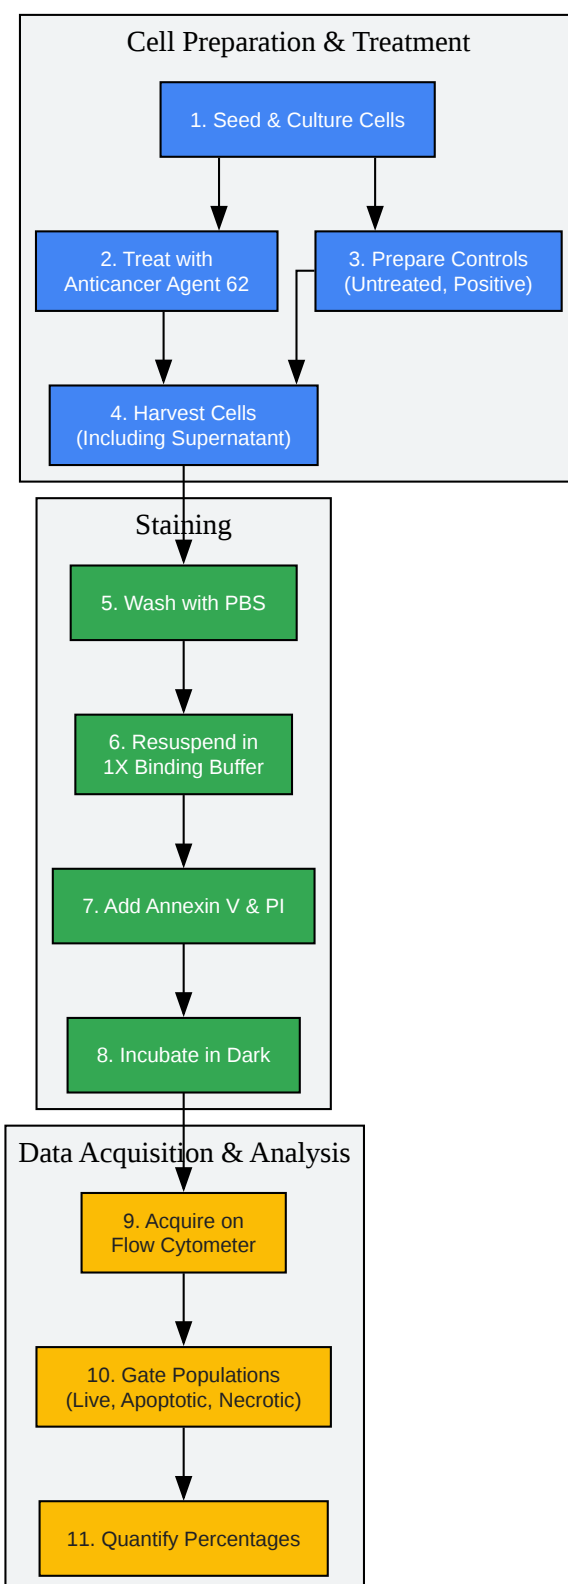 Cell Preparation & Treatment
1. Seed & Culture Cells
2. Treat with
Anticancer Agent 62
3. Prepare Controls
(Untreated, Positive)
4. Harvest Cells
(Including Supernatant)
Staining
5. Wash with PBS
6. Resuspend in
1X Binding Buffer
7. Add Annexin V & PI
8. Incubate in Dark
Data Acquisition & Analysis
9. Acquire on
Flow Cytometer
10. Gate Populations
(Live, Apoptotic, Necrotic)
11. Quantify Percentages